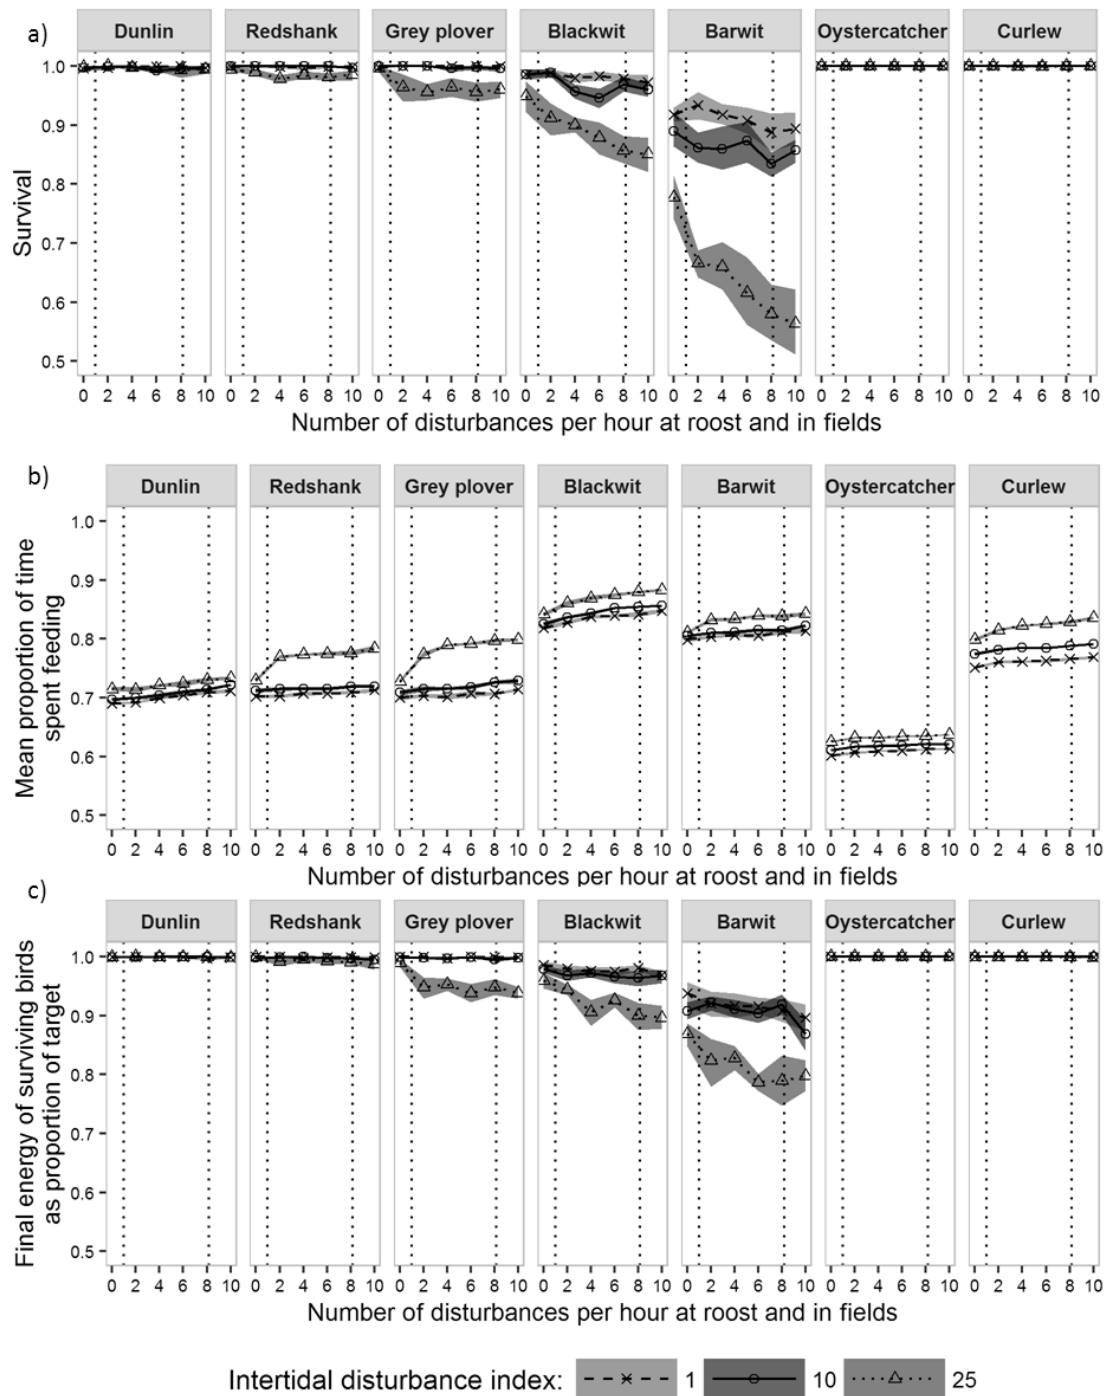 a)
Dunlin Redshank Grey plover Blackwit Barwit Oystercatcher Curlew
Survival
1.0
0.9
0.8
0.7
0.6
0.5
0 2 4 6 8 10 0 2 4 6 8 10 0 2 4 6 8 10 0 2 4 6 8 10 0 2 4 6 8 10 0 2 4 6 8 10 0 2 4 6 8 10
Number of disturbances per hour at roost and in fields
b)
Dunlin Redshank Grey plover Blackwit Barwit Oystercatcher Curlew
Mean proportion of time
spent feeding
1.0
0.9
0.8
0.7
0.6
0.5
0 2 4 6 8 10 0 2 4 6 8 10 0 2 4 6 8 10 0 2 4 6 8 10 0 2 4 6 8 10 0 2 4 6 8 10 0 2 4 6 8 10
Number of disturbances per hour at roost and in fields
c)
Dunlin Redshank Grey plover Blackwit Barwit Oystercatcher Curlew
Final energy of surviving birds
as proportion of target
1.0
0.9
0.8
0.7
0.6
0.5
0 2 4 6 8 10 0 2 4 6 8 10 0 2 4 6 8 10 0 2 4 6 8 10 0 2 4 6 8 10 0 2 4 6 8 10 0 2 4 6 8 10
Number of disturbances per hour at roost and in fields
Intertidal disturbance index: 1 10 25